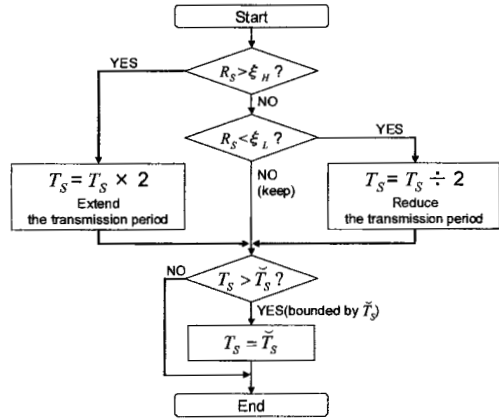 Start
YES
R_S > ξ_H ?
NO
R_S < ξ_L ?
YES
T_S = T_S × 2
Extend
the transmission period
NO
(keep)
T_S = T_S ÷ 2
Reduce
the transmission period
NO
T_S > T̆_S ?
YES(bounded by T̆_S)
T_S = T̆_S
End